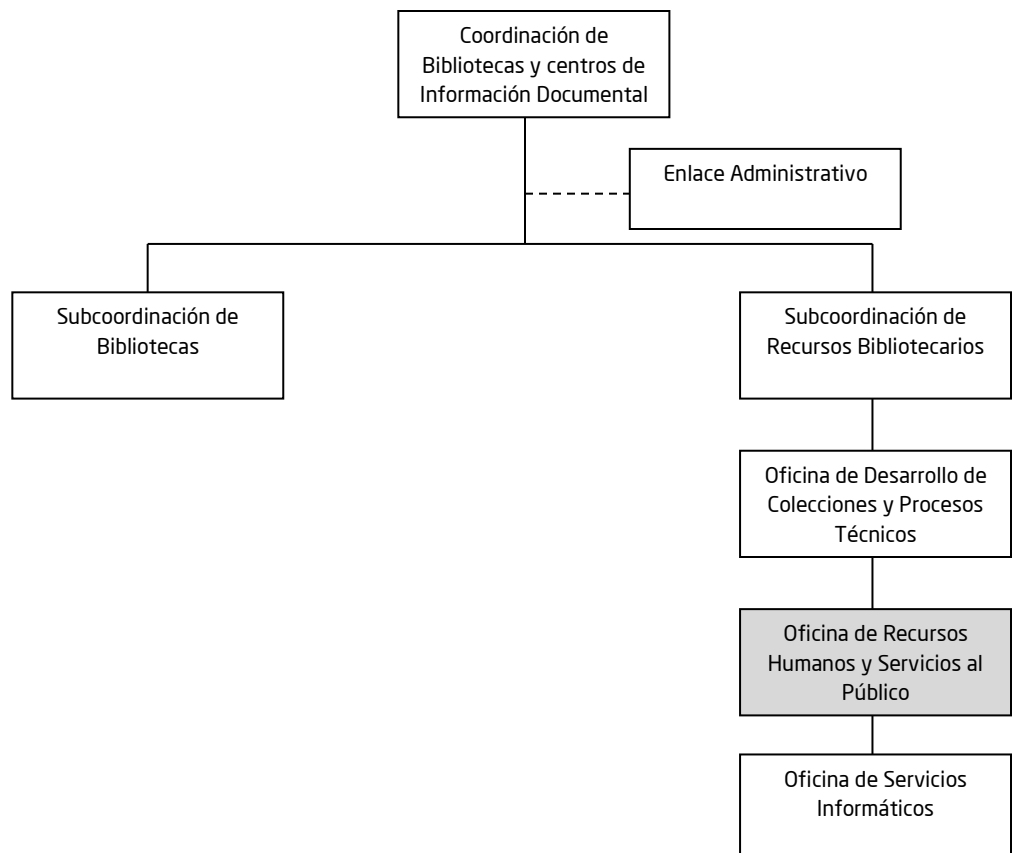 Coordinación de
Bibliotecas y centros de
Información Documental
Enlace Administrativo
Subcoordinación de
Bibliotecas
Subcoordinación de
Recursos Bibliotecarios
Oficina de Desarrollo de
Colecciones y Procesos
Técnicos
Oficina de Recursos
Humanos y Servicios al
Público
Oficina de Servicios
Informáticos